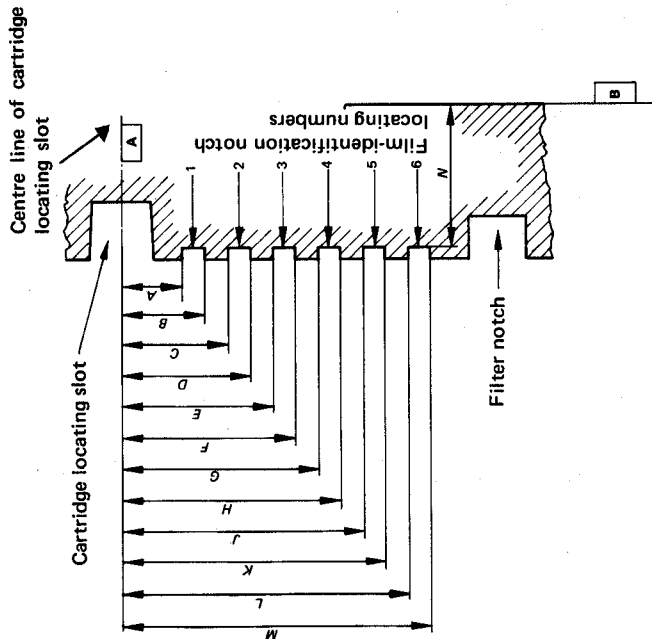 Centre line of cartridge
locating slot
Cartridge locating slot
A
B
Film-identification notch
locating numbers
1
2
3
4
5
6
N
A
B
C
D
E
F
G
H
J
K
L
M
Filter notch